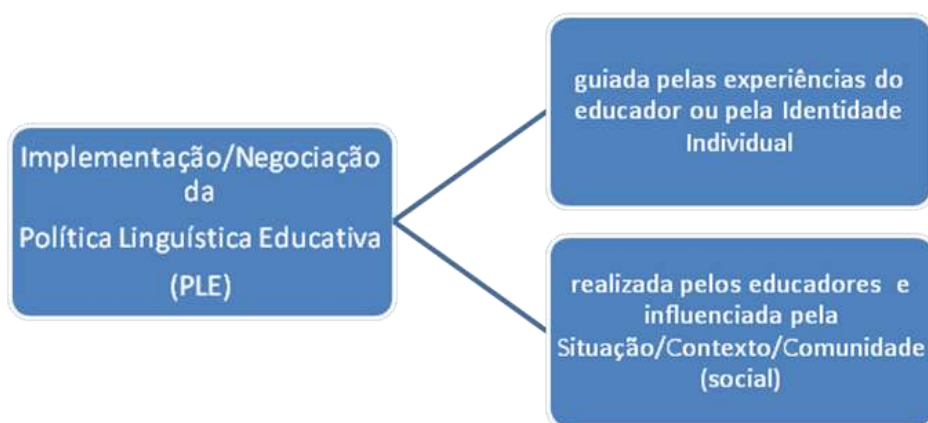 Implementação/Negociação
da
Política Linguística Educativa
(PLE)
guiada pelas experiências do
educador ou pela Identidade
Individual
realizada pelos educadores e
influenciada pela
Situação/Contexto/Comunidade
(social)